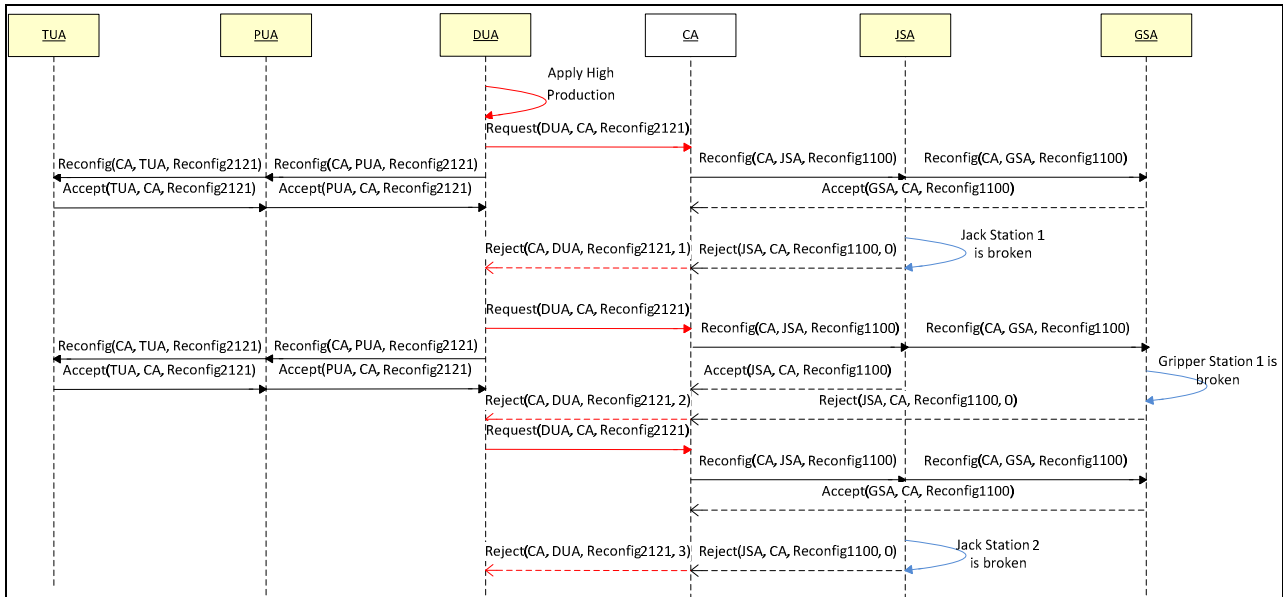 TUA
PUA
DUA
CA
JSA
GSA
Apply High
Production
Request(DUA, CA, Reconfig2121)
Reconfig(CA, TUA, Reconfig2121)
Reconfig(CA, PUA, Reconfig2121)
Reconfig(CA, JSA, Reconfig1100)
Reconfig(CA, GSA, Reconfig1100)
Accept(TUA, CA, Reconfig2121)
Accept(PUA, CA, Reconfig2121)
Accept(GSA, CA, Reconfig1100)
Jack Station 1
is broken
Reject(CA, DUA, Reconfig2121, 1)
Reject(JSA, CA, Reconfig1100, 0)
Request(DUA, CA, Reconfig2121)
Reconfig(CA, JSA, Reconfig1100)
Reconfig(CA, GSA, Reconfig1100)
Reconfig(CA, TUA, Reconfig2121)
Reconfig(CA, PUA, Reconfig2121)
Gripper Station 1 is
broken
Accept(TUA, CA, Reconfig2121)
Accept(PUA, CA, Reconfig2121)
Accept(JSA, CA, Reconfig1100)
Reject(CA, DUA, Reconfig2121, 2)
Reject(JSA, CA, Reconfig1100, 0)
Request(DUA, CA, Reconfig2121)
Reconfig(CA, JSA, Reconfig1100)
Reconfig(CA, GSA, Reconfig1100)
Accept(GSA, CA, Reconfig1100)
Jack Station 2
is broken
Reject(CA, DUA, Reconfig2121, 3)
Reject(JSA, CA, Reconfig1100, 0)